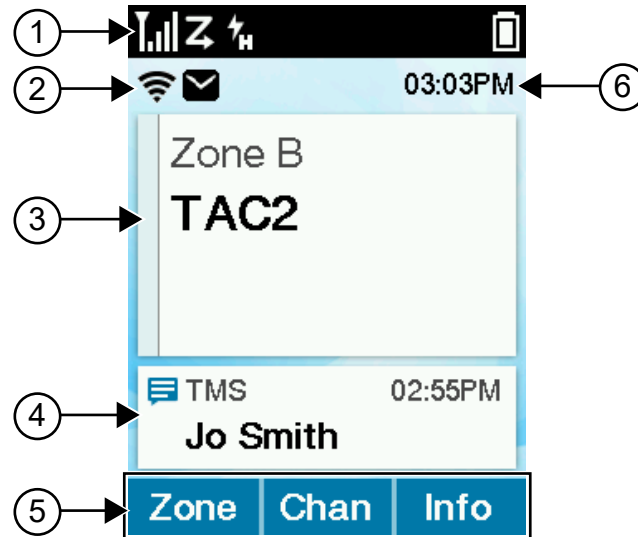 1
2 03:03PM 6
Zone B
3 TAC2
TMS 02:55PM
4 Jo Smith
5 Zone Chan Info